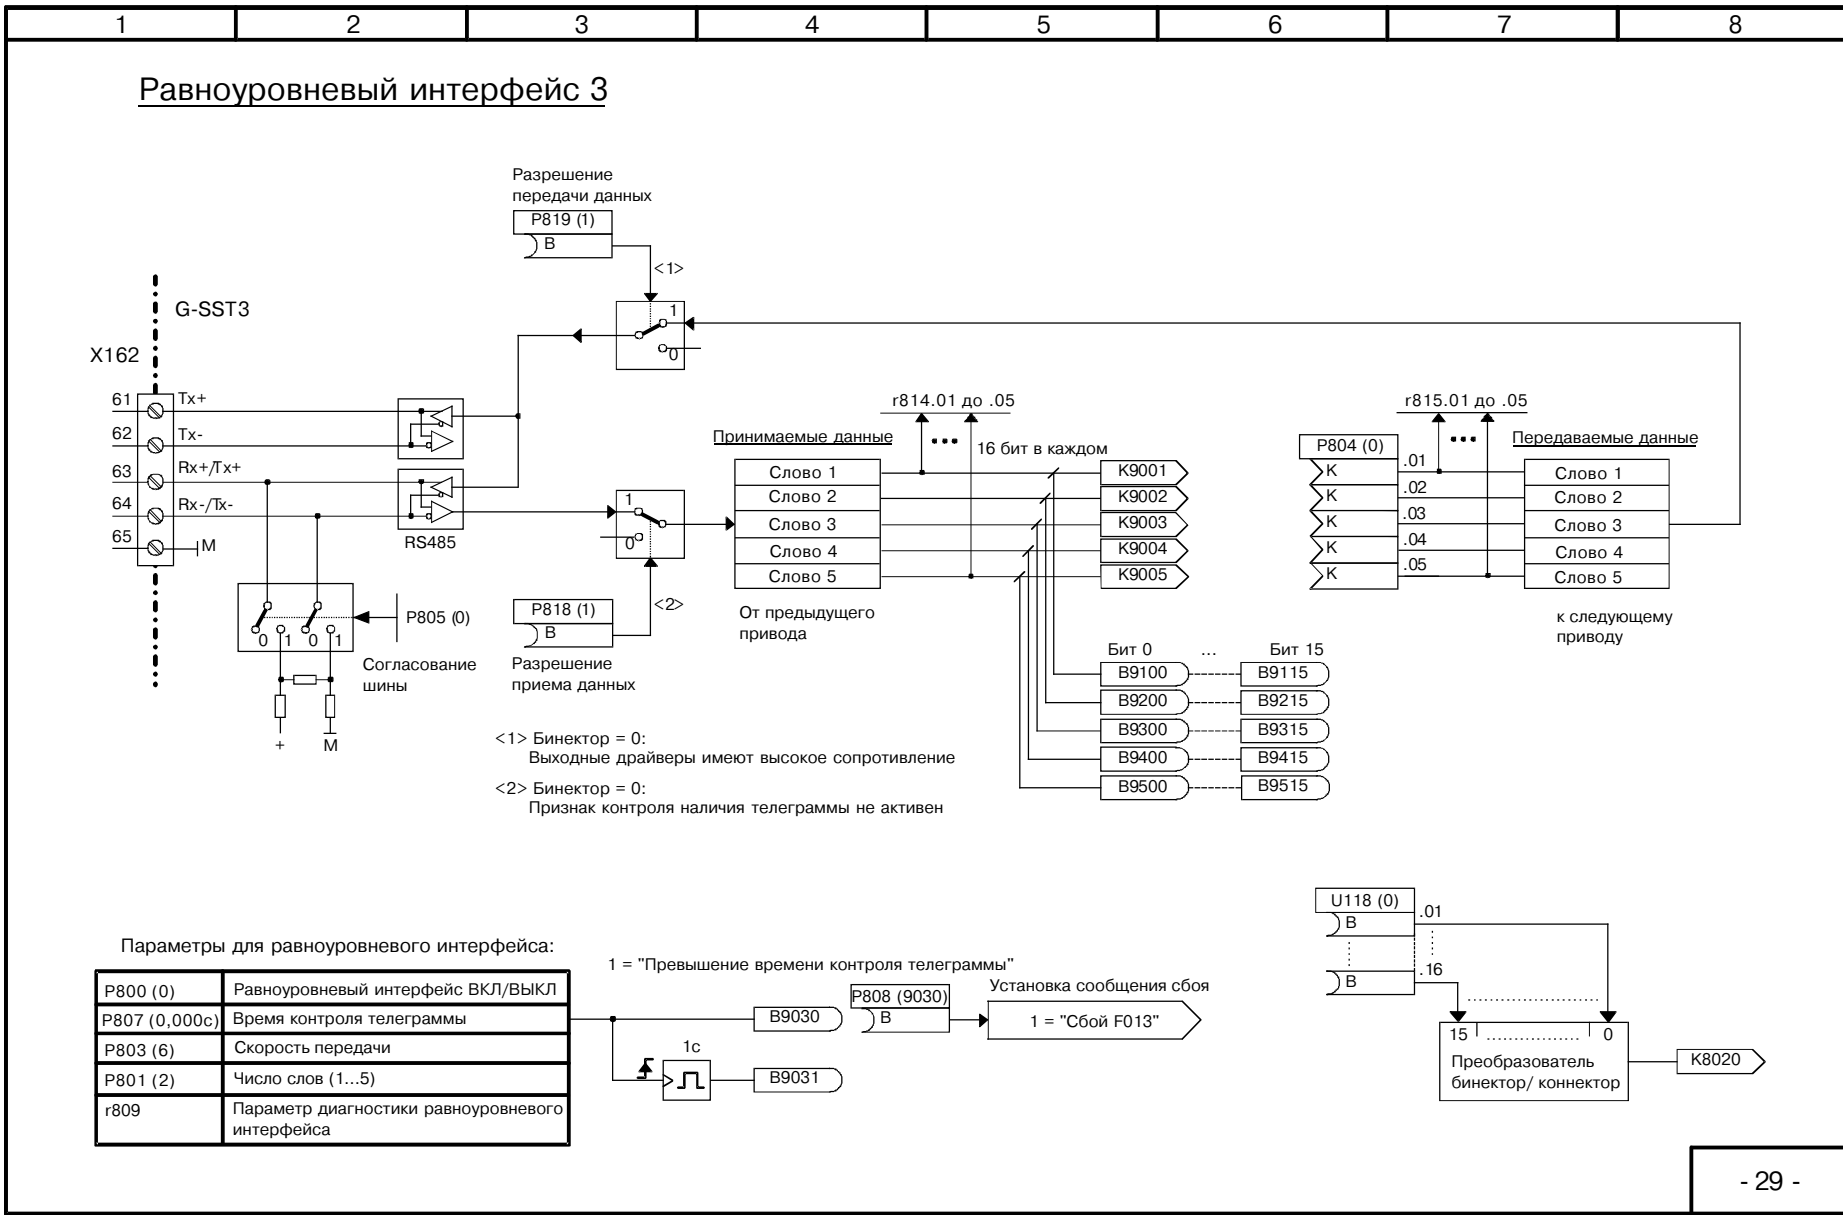 1 2 3 4 5 6 7 8
Равноуровневый интерфейс 3
Разрешение
передачи данных
P819 (1)
B
<1>
G-SST3
X162
1
0
61 Tx+
62 Tx-
63 Rx+/Tx+
64 Rx-/Tx-
65 M
RS485
1
0
P805 (0)
0 1 0 1
Согласование
шины
+ M
P818 (1)
B
<2>
Разрешение
приема данных
r814.01 до .05
Принимаемые данные
16 бит в каждом
Слово 1 K9001
Слово 2 K9002
Слово 3 K9003
Слово 4 K9004
Слово 5 K9005
От предыдущего
привода
r815.01 до .05
P804 (0)
Передаваемые данные
K .01 Слово 1
K .02 Слово 2
K .03 Слово 3
K .04 Слово 4
K .05 Слово 5
к следующему
приводу
Бит 0 ... Бит 15
B9100 B9115
B9200 B9215
B9300 B9315
B9400 B9415
B9500 B9515
<1> Бинектор = 0:
Выходные драйверы имеют высокое сопротивление
<2> Бинектор = 0:
Признак контроля наличия телеграммы не активен
Параметры для равноуровневого интерфейса:
P800 (0) Равноуровневый интерфейс ВКЛ/ВЫКЛ
P807 (0,000c) Время контроля телеграммы
P803 (6) Скорость передачи
P801 (2) Число слов (1...5)
r809 Параметр диагностики равноуровневого
интерфейса
1 = "Превышение времени контроля телеграммы"
B9030
1c
B9031
P808 (9030)
B
Установка сообщения сбоя
1 = "Сбой F013"
U118 (0)
B .01
B .16
15 0
Преобразователь
бинектор/ коннектор
K8020
- 29 -